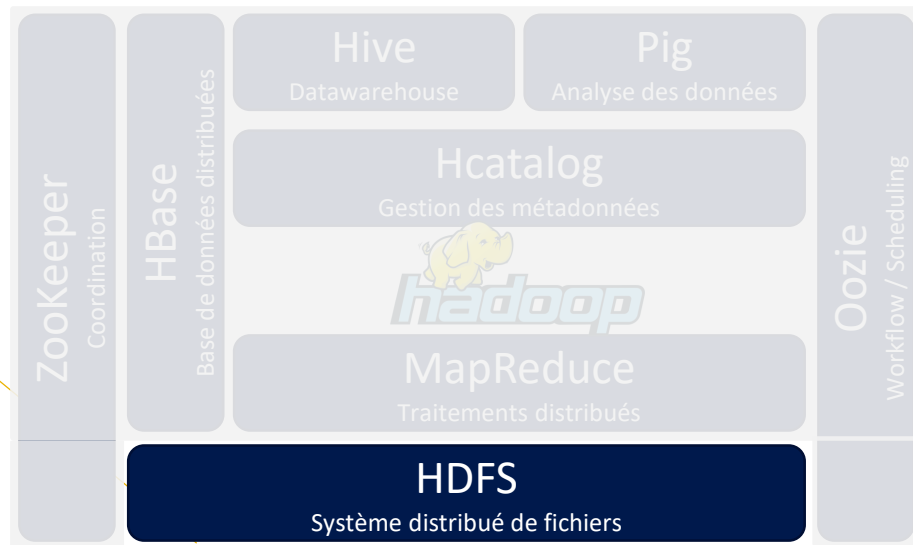 ZooKeeper
Coordination
HBase
Base de données distribuées
Hive
Datawarehouse
Pig
Analyse des données
Hcatalog
Gestion des métadonnées
hadoop
MapReduce
Traitements distribués
Oozie
Workflow / Scheduling
HDFS
Système distribué de fichiers